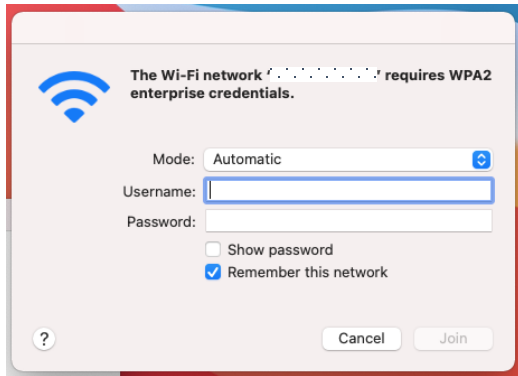 The Wi-Fi network ‘ ’ requires WPA2
enterprise credentials.
Mode: Automatic
Username:
Password:
Show password
Remember this network
? Cancel Join